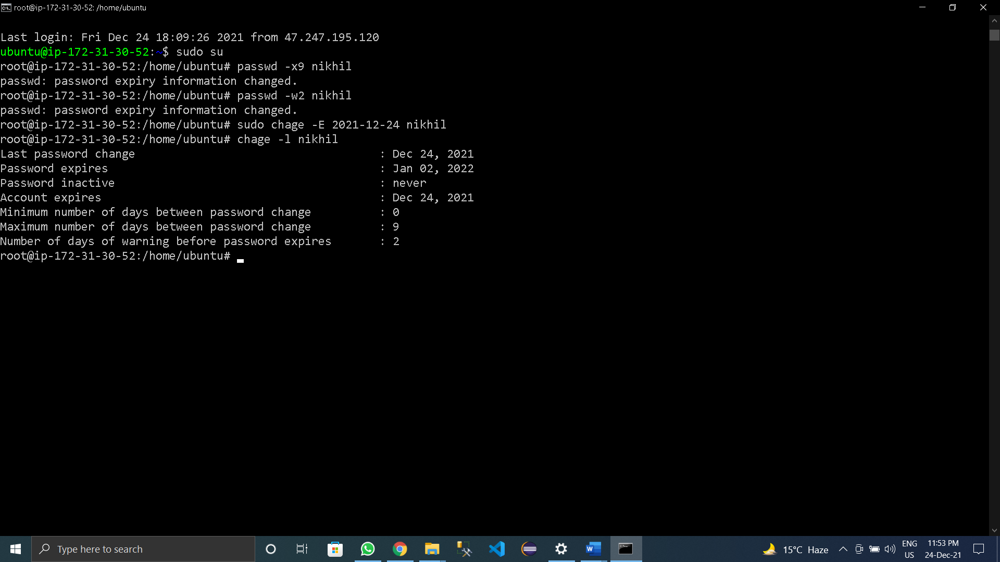 root@ip-172-31-30-52: /home/ubuntu
Last login: Fri Dec 24 18:09:26 2021 from 47.247.195.120
ubuntu@ip-172-31-30-52:~$ sudo su
root@ip-172-31-30-52:/home/ubuntu# passwd -x9 nikhil
passwd: password expiry information changed.
root@ip-172-31-30-52:/home/ubuntu# passwd -w2 nikhil
passwd: password expiry information changed.
root@ip-172-31-30-52:/home/ubuntu# sudo chage -E 2021-12-24 nikhil
root@ip-172-31-30-52:/home/ubuntu# chage -l nikhil
Last password change : Dec 24, 2021
Password expires : Jan 02, 2022
Password inactive : never
Account expires : Dec 24, 2021
Minimum number of days between password change : 0
Maximum number of days between password change : 9
Number of days of warning before password expires : 2
root@ip-172-31-30-52:/home/ubuntu#
Type here to search
15°C Haze
ENG
US
11:53 PM
24-Dec-21